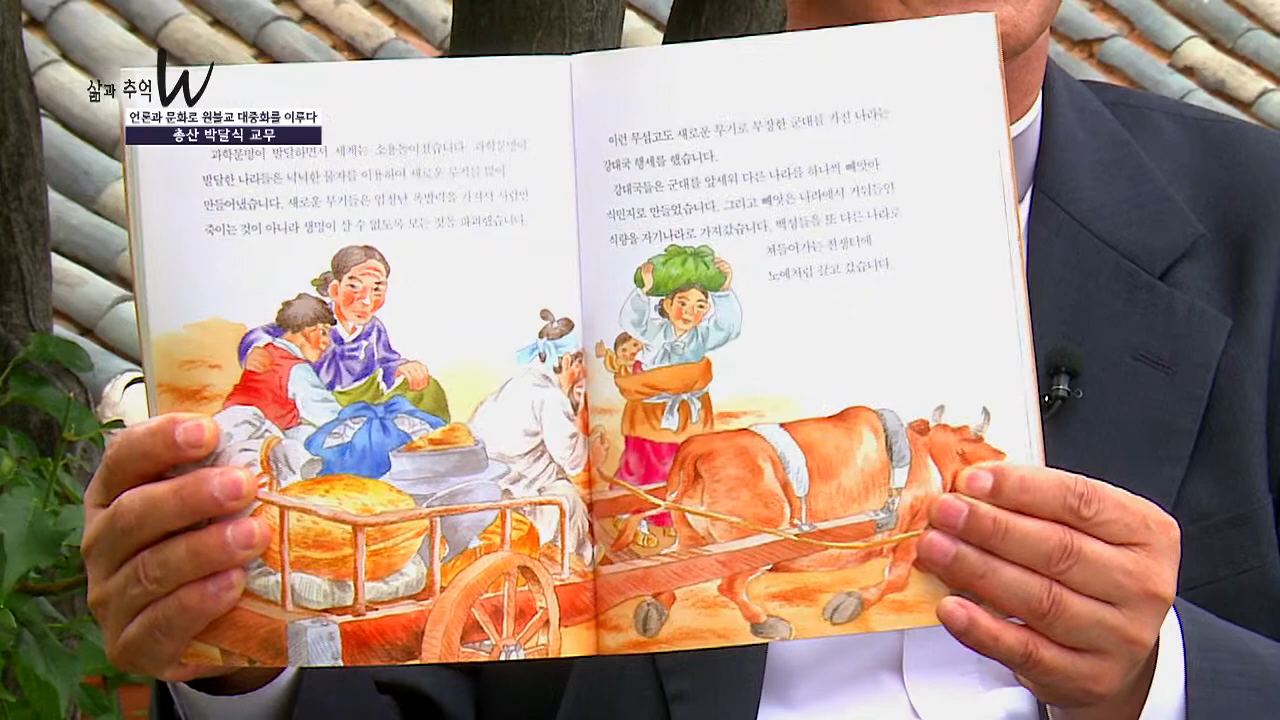 삶과 추억 W
언론과 문화로 원불교 대중화를 이루다
총산 박달식 교무
과학문명이 발달하면서 세계는 소용돌이쳤습니다. 과학문명이
발달한 나라들은 넉넉한 물자를 이용하여 새로운 무기를 많이
만들어냈습니다. 새로운 무기들은 엄청난 폭발력을 가져서 사람만
죽이는 것이 아니라 생명이 살 수 없도록 모든 것을 파괴했습니다.
이런 무섭고도 새로운 무기로 무장한 군대를 가진 나라는
강대국 행세를 했습니다.
강대국들은 군대를 앞세워 다른 나라를 하나씩 빼앗아
식민지로 만들었습니다. 그리고 빼앗은 나라에서 거둬들인
식량을 자기나라로 가져갔습니다. 백성들을 또 다른 나라로
쳐들어가는 전쟁터에
노예처럼 끌고 갔습니다.